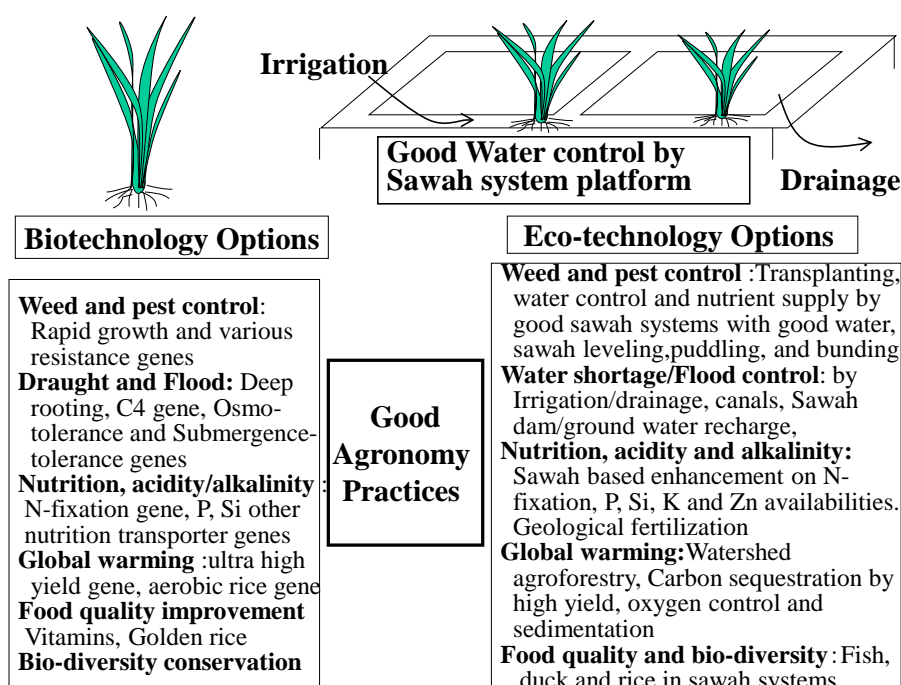 Irrigation
Good Water control by
Sawah system platform
Drainage
Biotechnology Options
Weed and pest control:
Rapid growth and various
resistance genes
Draught and Flood: Deep
rooting, C4 gene, Osmo-
tolerance and Submergence-
tolerance genes
Nutrition, acidity/alkalinity :
N-fixation gene, P, Si other
nutrition transporter genes
Global warming :ultra high
yield gene, aerobic rice gene
Food quality improvement
Vitamins, Golden rice
Bio-diversity conservation
Good
Agronomy
Practices
Eco-technology Options
Weed and pest control :Transplanting,
water control and nutrient supply by
good sawah systems with good water,
sawah leveling,puddling, and bunding
Water shortage/Flood control: by
Irrigation/drainage, canals, Sawah
dam/ground water recharge,
Nutrition, acidity and alkalinity:
Sawah based enhancement on N-
fixation, P, Si, K and Zn availabilities.
Geological fertilization
Global warming:Watershed
agroforestry, Carbon sequestration by
high yield, oxygen control and
sedimentation
Food quality and bio-diversity : Fish,
duck and rice in sawah systems